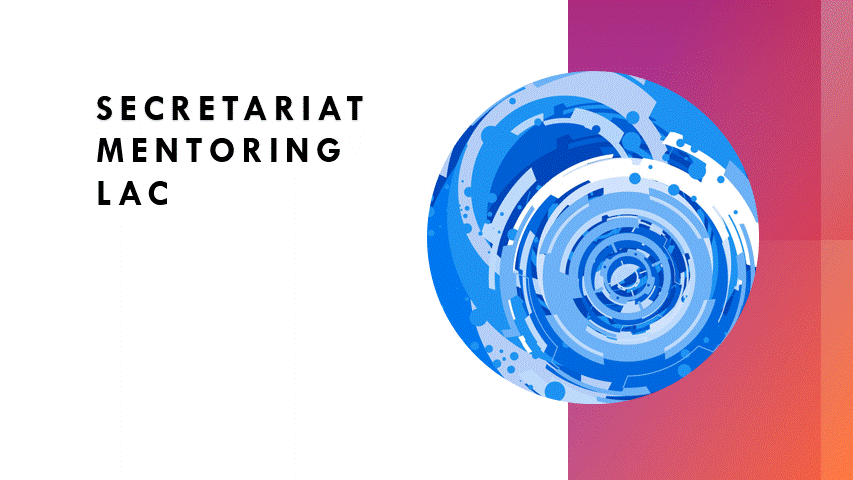 SECRETARIAT
MENTORING
LAC